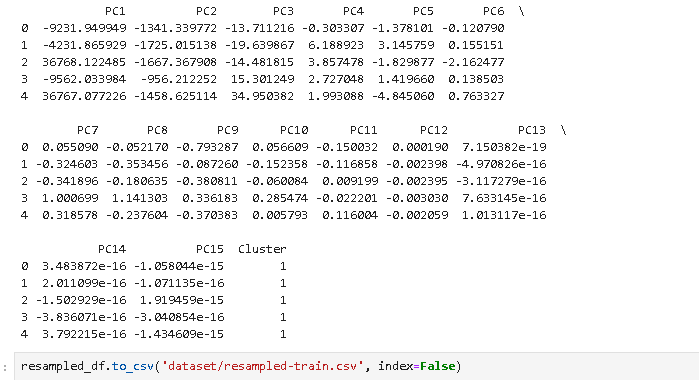 PC1 PC2 PC3 PC4 PC5 PC6 \
0 -9231.949949 -1341.339772 -13.711216 -0.303307 -1.378101 -0.120790
1 -4231.865929 -1725.015138 -19.639867 6.188923 3.145759 0.155151
2 36768.122485 -1667.367908 -14.481815 3.857478 -1.829877 -2.162477
3 -9562.033984 -956.212252 15.301249 2.727048 1.419660 0.138503
4 36767.077226 -1458.625114 34.950382 1.993088 -4.845060 0.763327
PC7 PC8 PC9 PC10 PC11 PC12 PC13 \
0 0.055090 -0.052170 -0.793287 0.056609 -0.150032 0.000190 7.150382e-19
1 -0.324603 -0.353456 -0.087260 -0.152358 -0.116858 -0.002398 -4.970826e-16
2 -0.341896 -0.180635 -0.380811 -0.060084 0.009199 -0.002395 -3.117279e-16
3 1.000699 1.141303 0.336183 0.285474 -0.022201 -0.003030 7.633145e-16
4 0.318578 -0.237604 -0.370383 0.005793 0.116004 -0.002059 1.013117e-16
PC14 PC15 Cluster
0 3.483872e-16 -1.058044e-15 1
1 2.011099e-16 -1.071135e-16 1
2 -1.502929e-16 1.919459e-15 1
3 -3.836071e-16 -3.040854e-16 1
4 3.792215e-16 -1.434609e-15 1
: resampled_df.to_csv('dataset/resampled-train.csv', index=False)